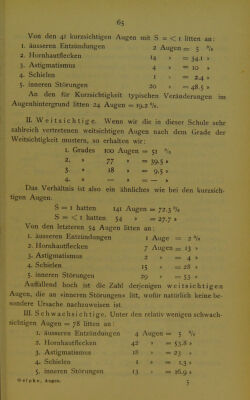 65
Von den 41 kurzsichtigen Augen mit S = < 1 litten an:
1. äusseren Entzündungen 2 Augen = 5 %
2. Hornhautflecken 14 » = 34.1 »
3. Astigmatismus 4 » = 10 »
4. Schielen 1 » = 2.4 »
5. inneren Störungen 20 » = 48.5 »
An den für Kurzsichtigkeit typischen Veränderungen im
Augenhintergrund litten 24 Augen = 19.2 %.
II. Weitsichtige. Wenn wir die in dieser Schule sehr
zahlreich vertretenen weitsichtigen Augen nach dem Grade der
Weitsichtigkeit mustern, so erhalten wir:
1. Grades 100 Augen = 51 %
2. » 77 » = 39.5 »
3. » 18 » = 9.5 »
4. » — » = — »
Das Verhältnis ist also ein ähnliches wie bei den kurzsich-
tigen Augen.
S = 1 hatten 141 Augen = 72.3 %
S = < 1 hatten 54 » = 27.7 »
Von den letzteren 54 Augen litten an:
1. äusseren Entzündungen 1 Auge = 2 %
2. Hornhautflecken 7 Augen = 13 »
3. Astigmatismus 2 » = 4 »
4. Schielen 15 » = 28 »
5. inneren Störungen 29 » = 53 »
Auffallend hoch ist die Zahl derjenigen weitsichtigen
Augen, die an »inneren Störungen« litt, wofür natürlich keine be-
sondere Ursache nachzuweisen ist.
III. Schwachsichtige. Unter den relativ wenigen schwach-
sichtigen Augen = 78 litten an:
1. äusseren Entzündungen 4 Augen = 5 %
2. Hornhautflecken 42 » = 53.8 »
3. Astigmatismus 18 » = 23 »
4. Schielen 1 » = 1.3 »
5. inneren Störungen 13 » = 16.9 »
Gelpke, Augen. 5